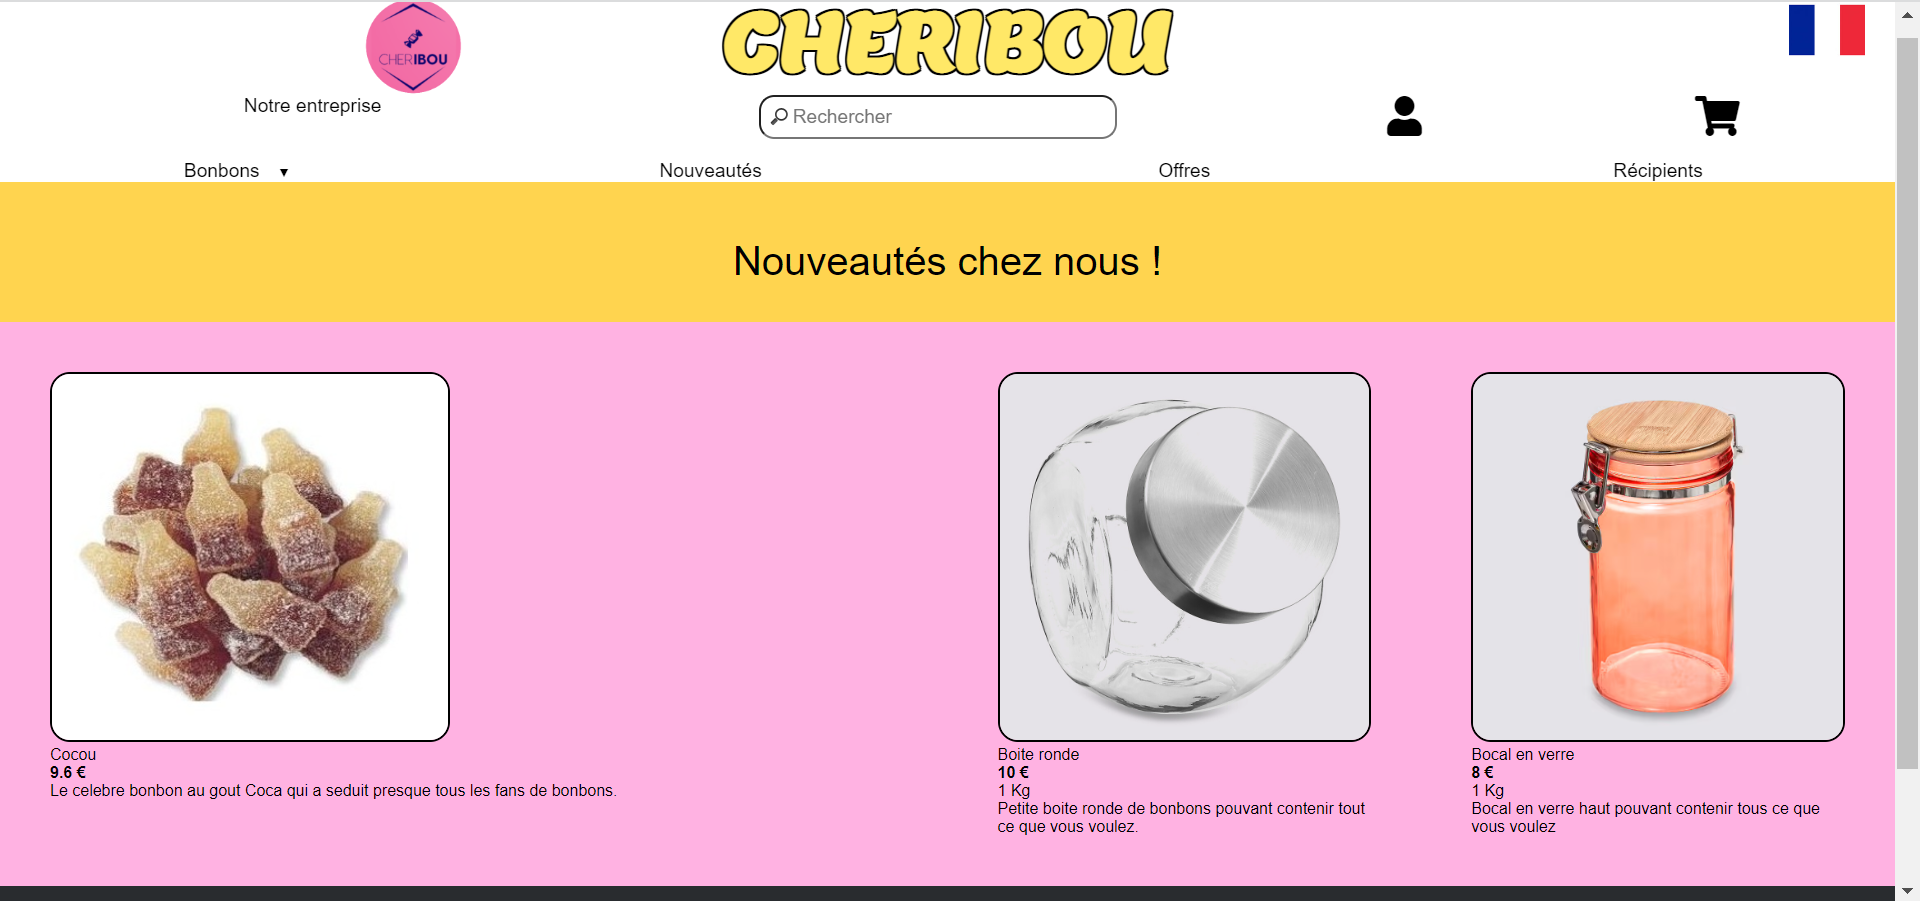 CHERIBOU
CHERIBOU
Notre entreprise
Rechercher
Bonbons ▼
Nouveautés
Offres
Récipients
Nouveautés chez nous !
Cocou
9.6 €
Le celebre bonbon au gout Coca qui a seduit presque tous les fans de bonbons.
Boite ronde
10 €
1 Kg
Petite boite ronde de bonbons pouvant contenir tout
ce que vous voulez.
Bocal en verre
8 €
1 Kg
Bocal en verre haut pouvant contenir tous ce que
vous voulez